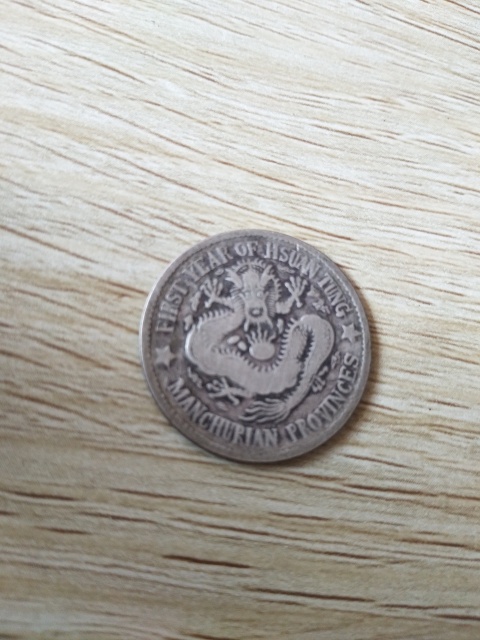 FIRST YEAR OF HSUAN TUNG
MANCHURIAN PROVINCES